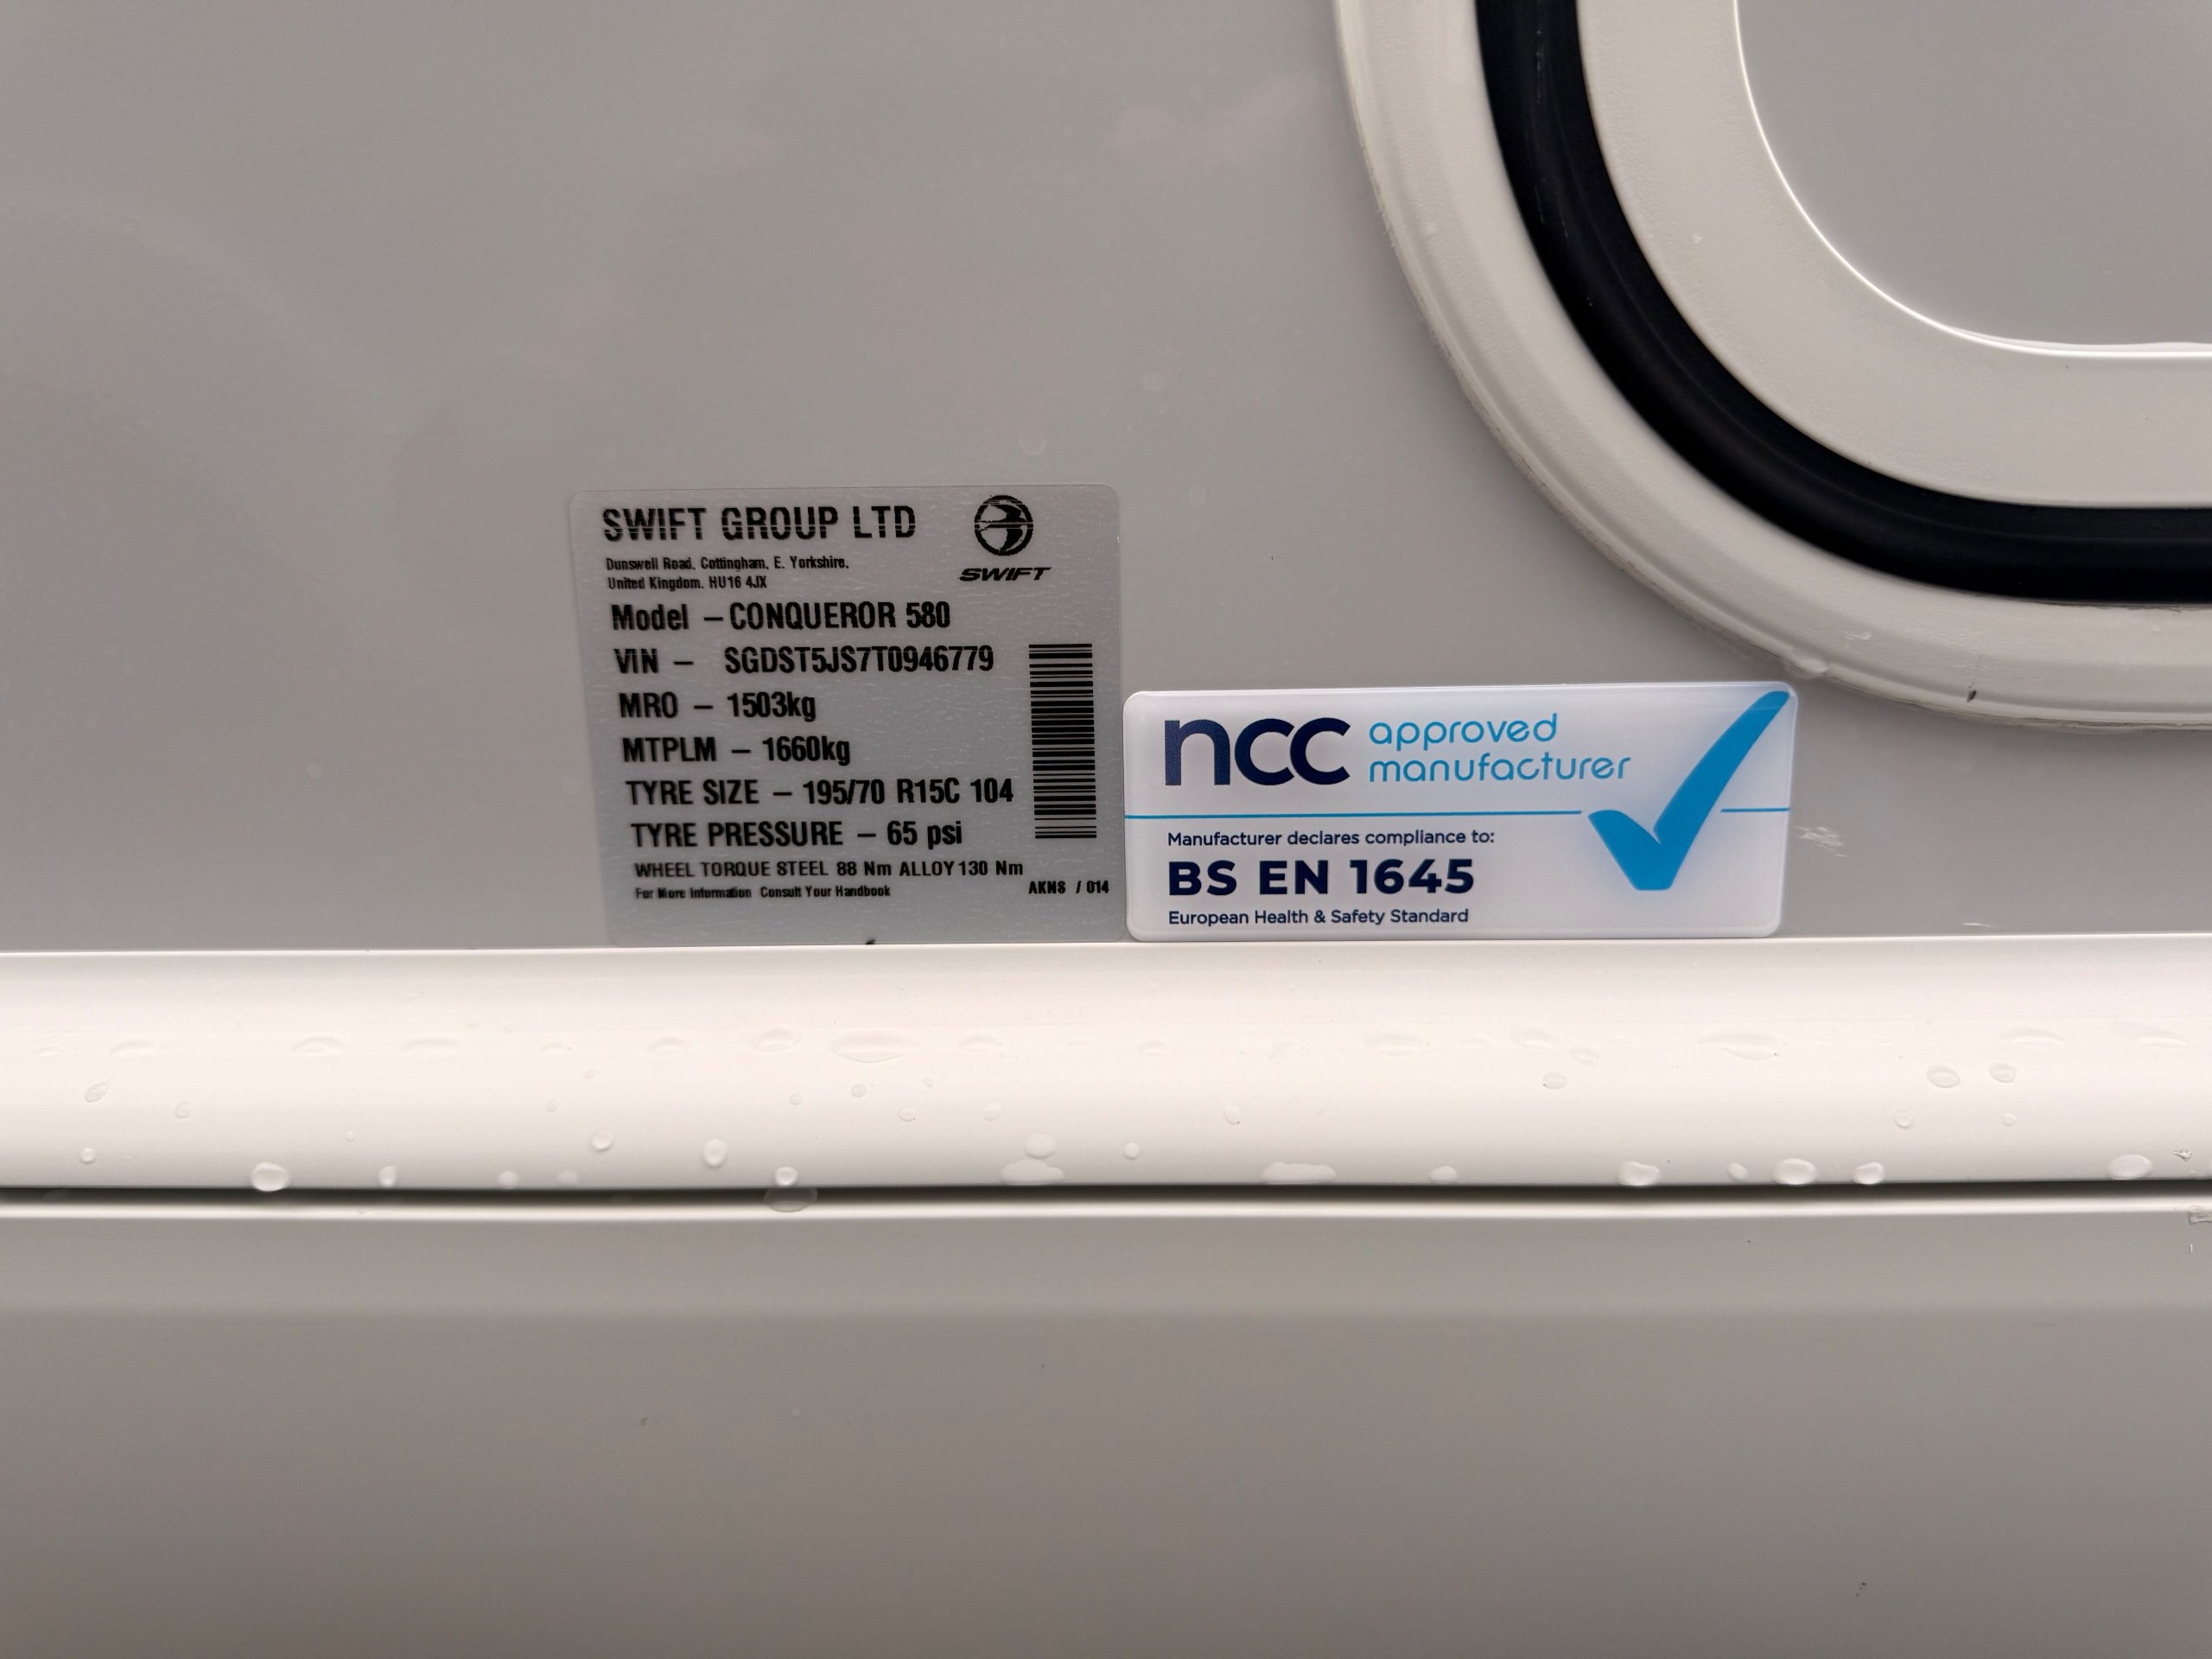 SWIFT GROUP LTD
SWIFT
Dunswell Road, Cottingham, E. Yorkshire,
United Kingdom. HU16 4JX
Model – CONQUEROR 580
VIN – SGDST5JS7T0946779
MRO – 1503kg
MTPLM – 1660kg
TYRE SIZE – 195/70 R15C 104
TYRE PRESSURE – 65 psi
WHEEL TORQUE STEEL 88 Nm ALLOY 130 Nm
For More Information Consult Your Handbook
AKNS / 014
ncc approved
manufacturer
Manufacturer declares compliance to:
BS EN 1645
European Health & Safety Standard